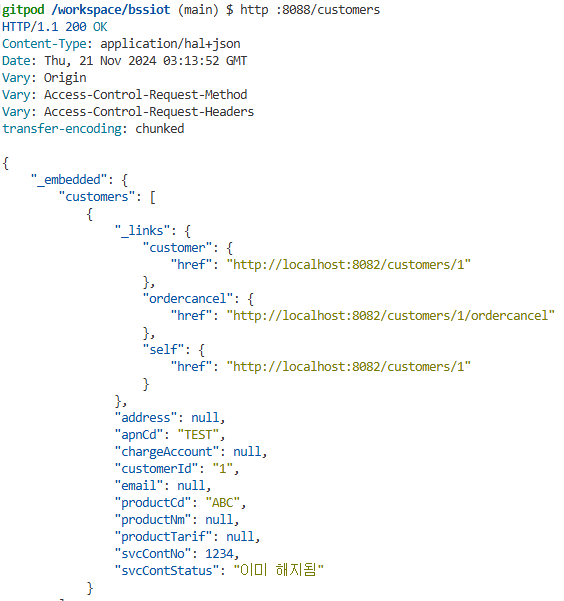 gitpod /workspace/bssiot (main) $ http :8088/customers
HTTP/1.1 200 OK
Content-Type: application/hal+json
Date: Thu, 21 Nov 2024 03:13:52 GMT
Vary: Origin
Vary: Access-Control-Request-Method
Vary: Access-Control-Request-Headers
transfer-encoding: chunked

{
    "_embedded": {
        "customers": [
            {
                "_links": {
                    "customer": {
                        "href": "http://localhost:8082/customers/1"
                    },
                    "ordercancel": {
                        "href": "http://localhost:8082/customers/1/ordercancel"
                    },
                    "self": {
                        "href": "http://localhost:8082/customers/1"
                    }
                },
                "address": null,
                "apnCd": "TEST",
                "chargeAccount": null,
                "customerId": "1",
                "email": null,
                "productCd": "ABC",
                "productNm": null,
                "productTarif": null,
                "svcContNo": 1234,
                "svcContStatus": "이미 해지됨"
            }